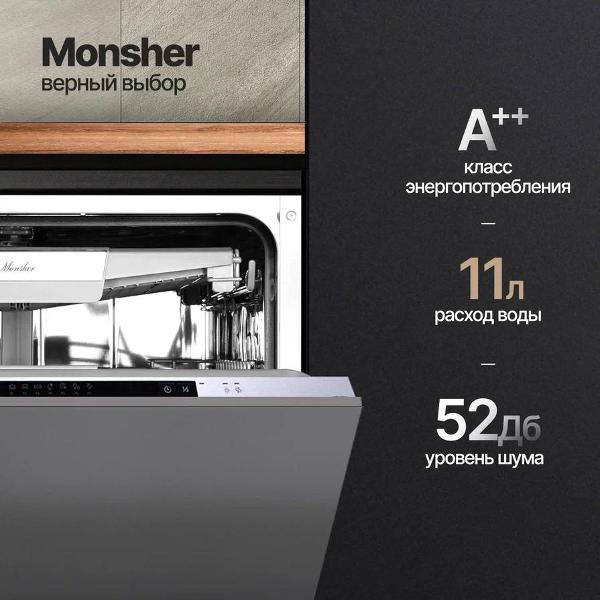 Monsher
верный выбор
A++
класс
энергопотребления
11л
расход воды
52Дб
уровень шума
Monsher